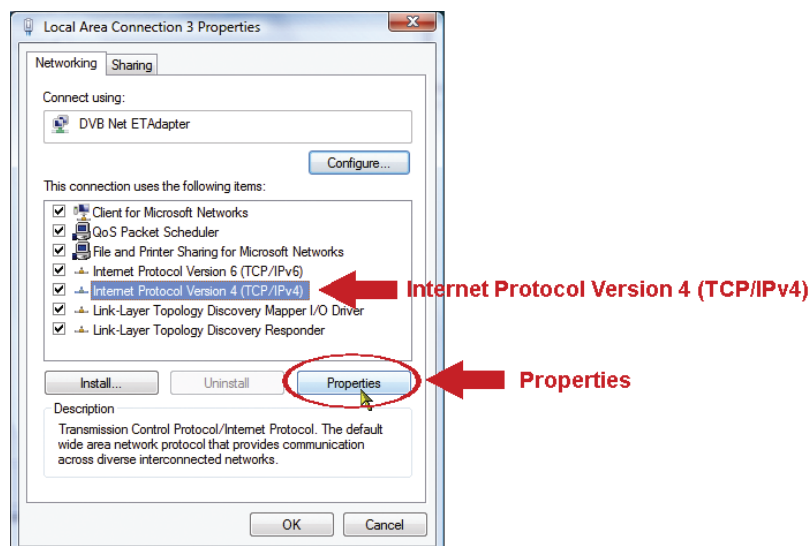 Local Area Connection 3 Properties
Networking
Sharing
Connect using:
DVB Net ETAdapter
Configure...
This connection uses the following items:
Client for Microsoft Networks
QoS Packet Scheduler
File and Printer Sharing for Microsoft Networks
Internet Protocol Version 6 (TCP/IPv6)
Internet Protocol Version 4 (TCP/IPv4)
Internet Protocol Version 4 (TCP/IPv4)
Link-Layer Topology Discovery Mapper I/O Driver
Link-Layer Topology Discovery Responder
Install...
Uninstall
Properties
Properties
Description
Transmission Control Protocol/Internet Protocol. The default
wide area network protocol that provides communication
across diverse interconnected networks.
OK
Cancel